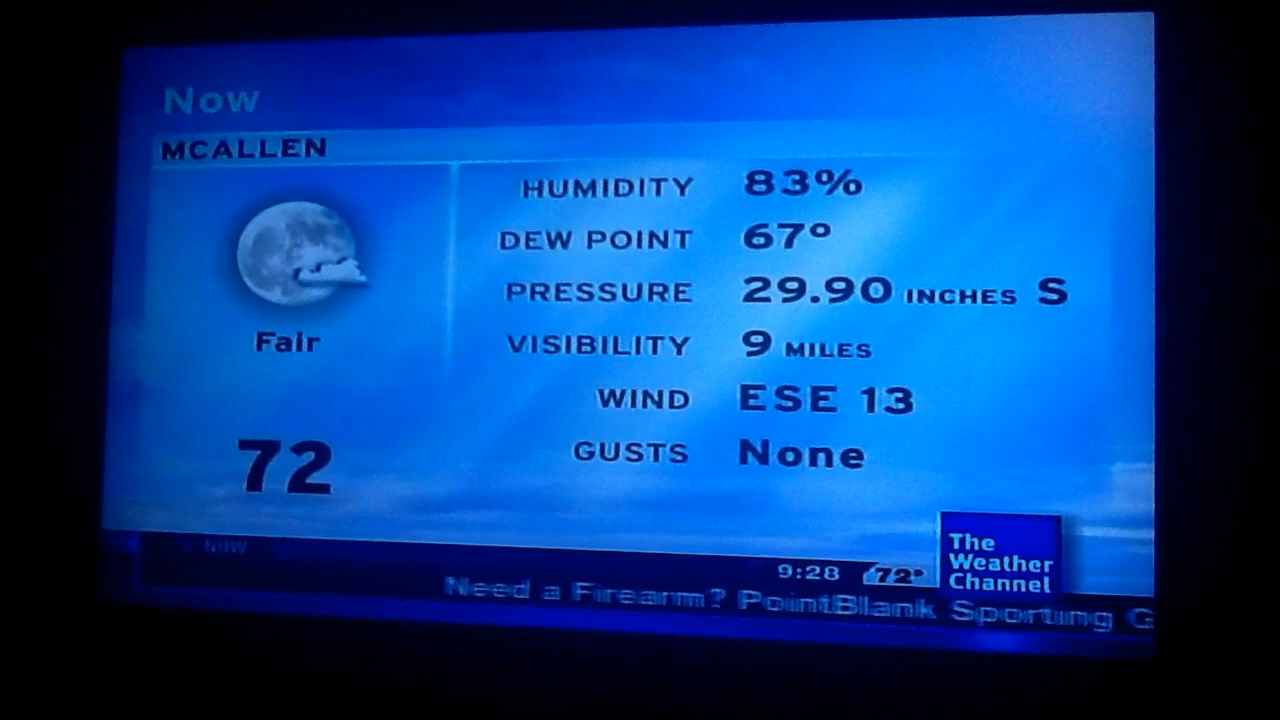 Now
MCALLEN
HUMIDITY 83%
DEW POINT 67°
PRESSURE 29.90 INCHES S
VISIBILITY 9 MILES
WIND ESE 13
GUSTS None
Fair
72
NOW
9:28 72°
The
Weather
Channel
Need a Firearm? PointBlank Sporting G